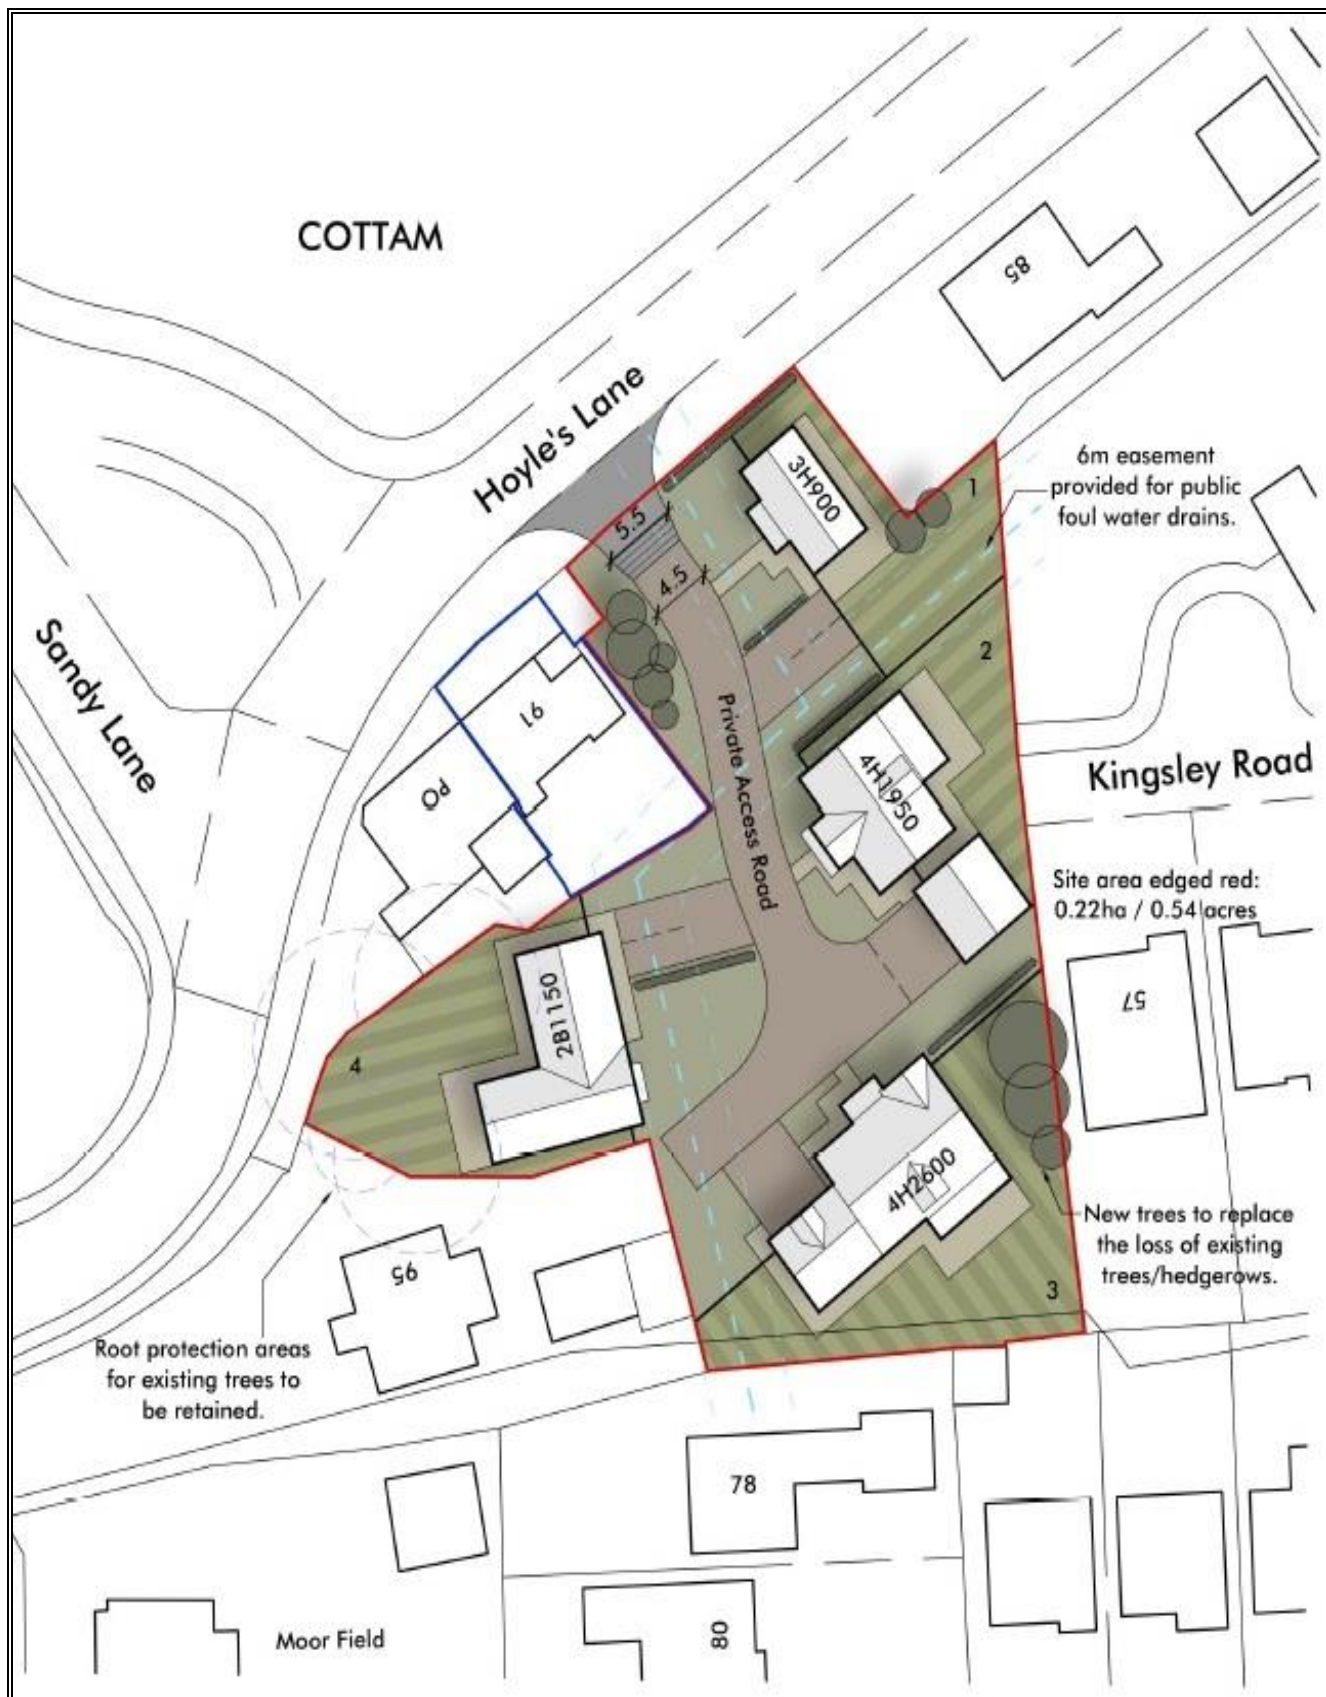 COTTAM
85
Hoyle's Lane
6m easement
provided for public
foul water drains.
1
3H900
5.5
4.5
2
Sandy Lane
91
PO
Private Access Road
4H1950
Kingsley Road
Site area edged red:
0.22ha / 0.54 acres
57
2B1150
4
4H2600
New trees to replace
the loss of existing
trees/hedgerows.
3
95
Root protection areas
for existing trees to
be retained.
78
80
Moor Field